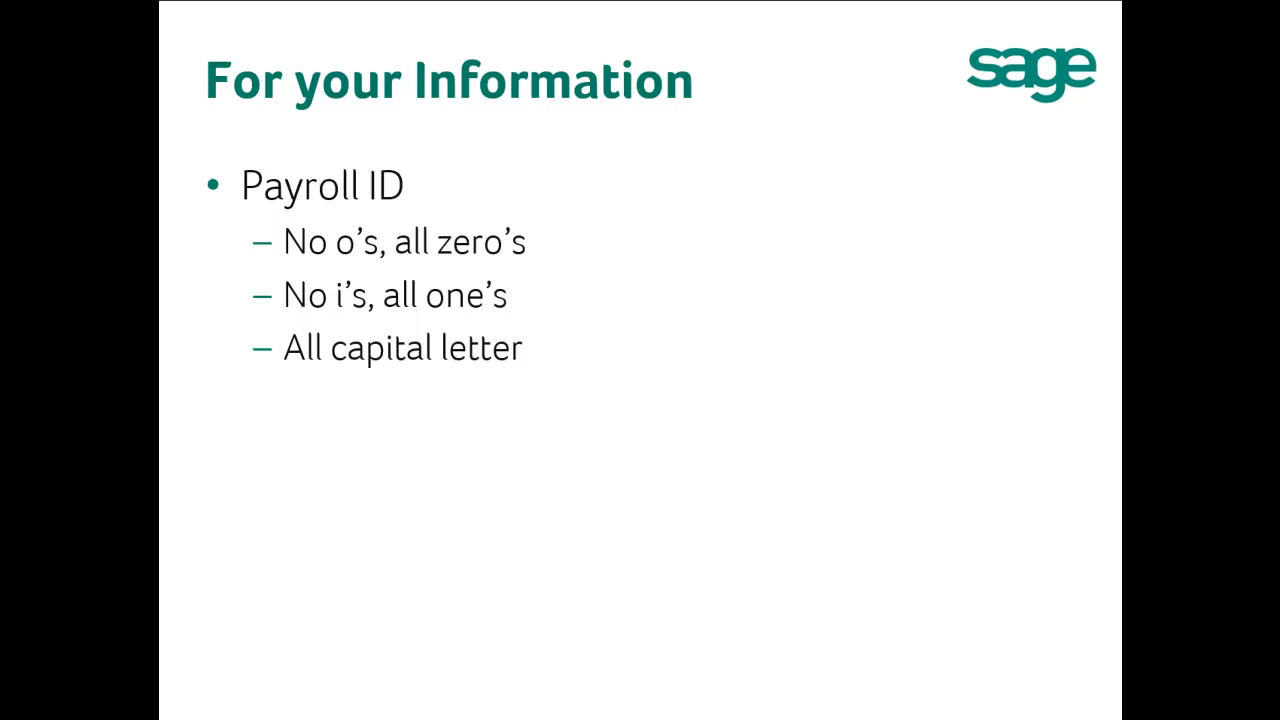 For your Information
sage
• Payroll ID
– No o’s, all zero’s
– No i’s, all one’s
– All capital letter